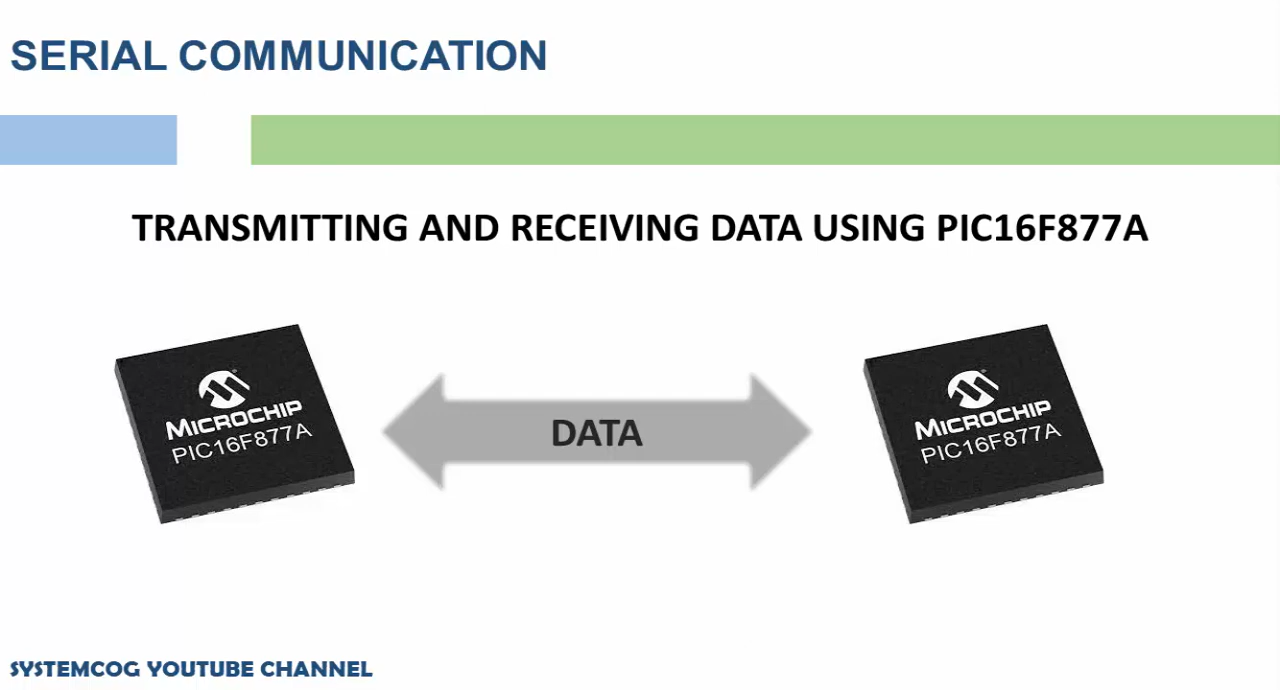 SERIAL COMMUNICATION
TRANSMITTING AND RECEIVING DATA USING PIC16F877A
MICROCHIP
PIC16F877A
DATA
MICROCHIP
PIC16F877A
SYSTEMCOG YOUTUBE CHANNEL